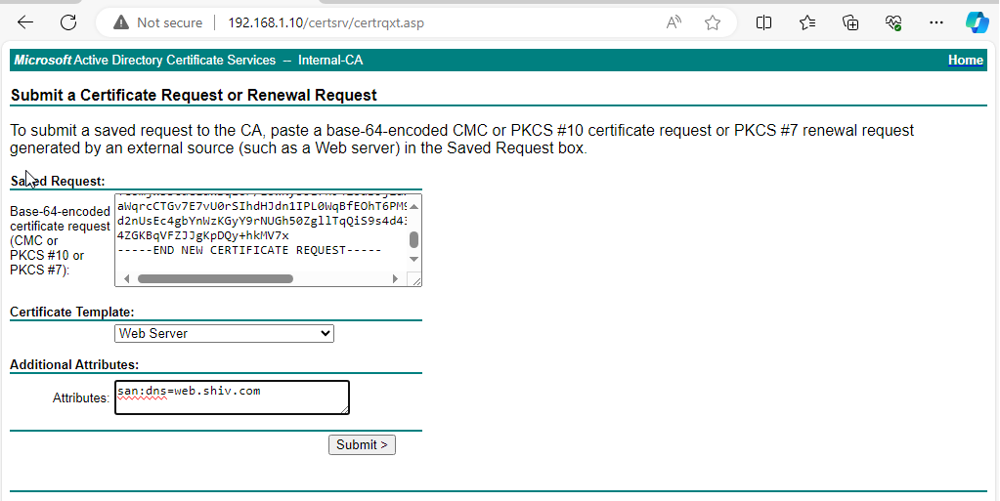 Not secure 192.168.1.10/certsrv/certrqxt.asp
Microsoft Active Directory Certificate Services -- Internal-CA Home
Submit a Certificate Request or Renewal Request
To submit a saved request to the CA, paste a base-64-encoded CMC or PKCS #10 certificate request or PKCS #7 renewal request
generated by an external source (such as a Web server) in the Saved Request box.
Saved Request:
Base-64-encoded
certificate request
(CMC or
PKCS #10 or
PKCS #7):
aWqrcCTGv7E7vU0rSIhdHJdn1IPL0WqBfEOhT6PM
d2nUsEc4gbYnWzKGyY9rNUGh50ZgllTqQiS9s4d4
4ZGKBqVFZJJgKpDQy+hkMV7x
-----END NEW CERTIFICATE REQUEST-----
Certificate Template:
Web Server
Additional Attributes:
Attributes:
san:dns=web.shiv.com
Submit >